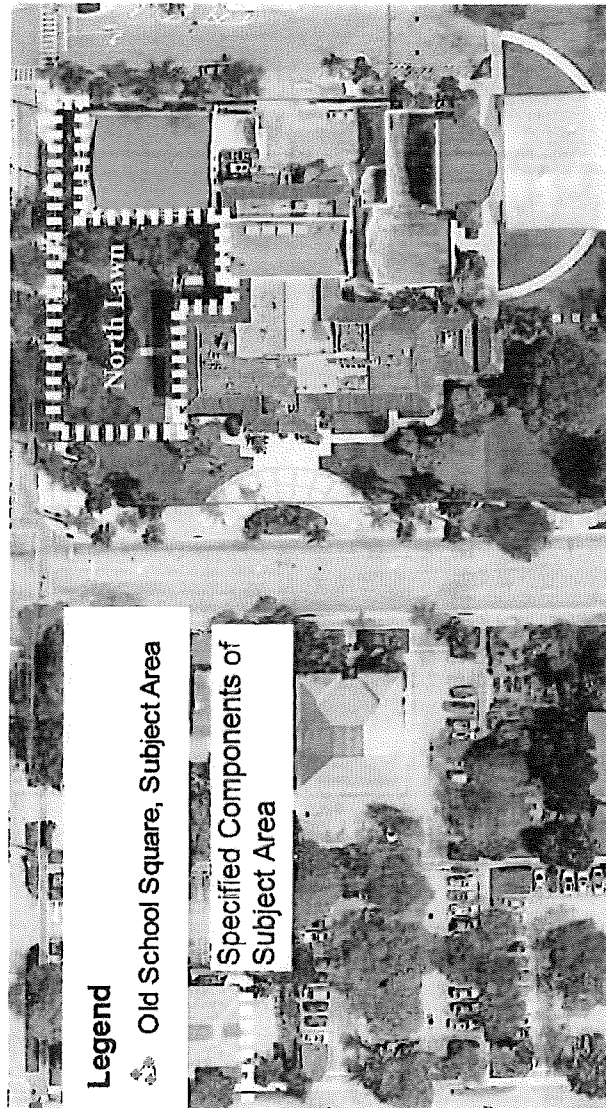 Legend
Old School Square, Subject Area
Specified Components of
Subject Area
North Lawn